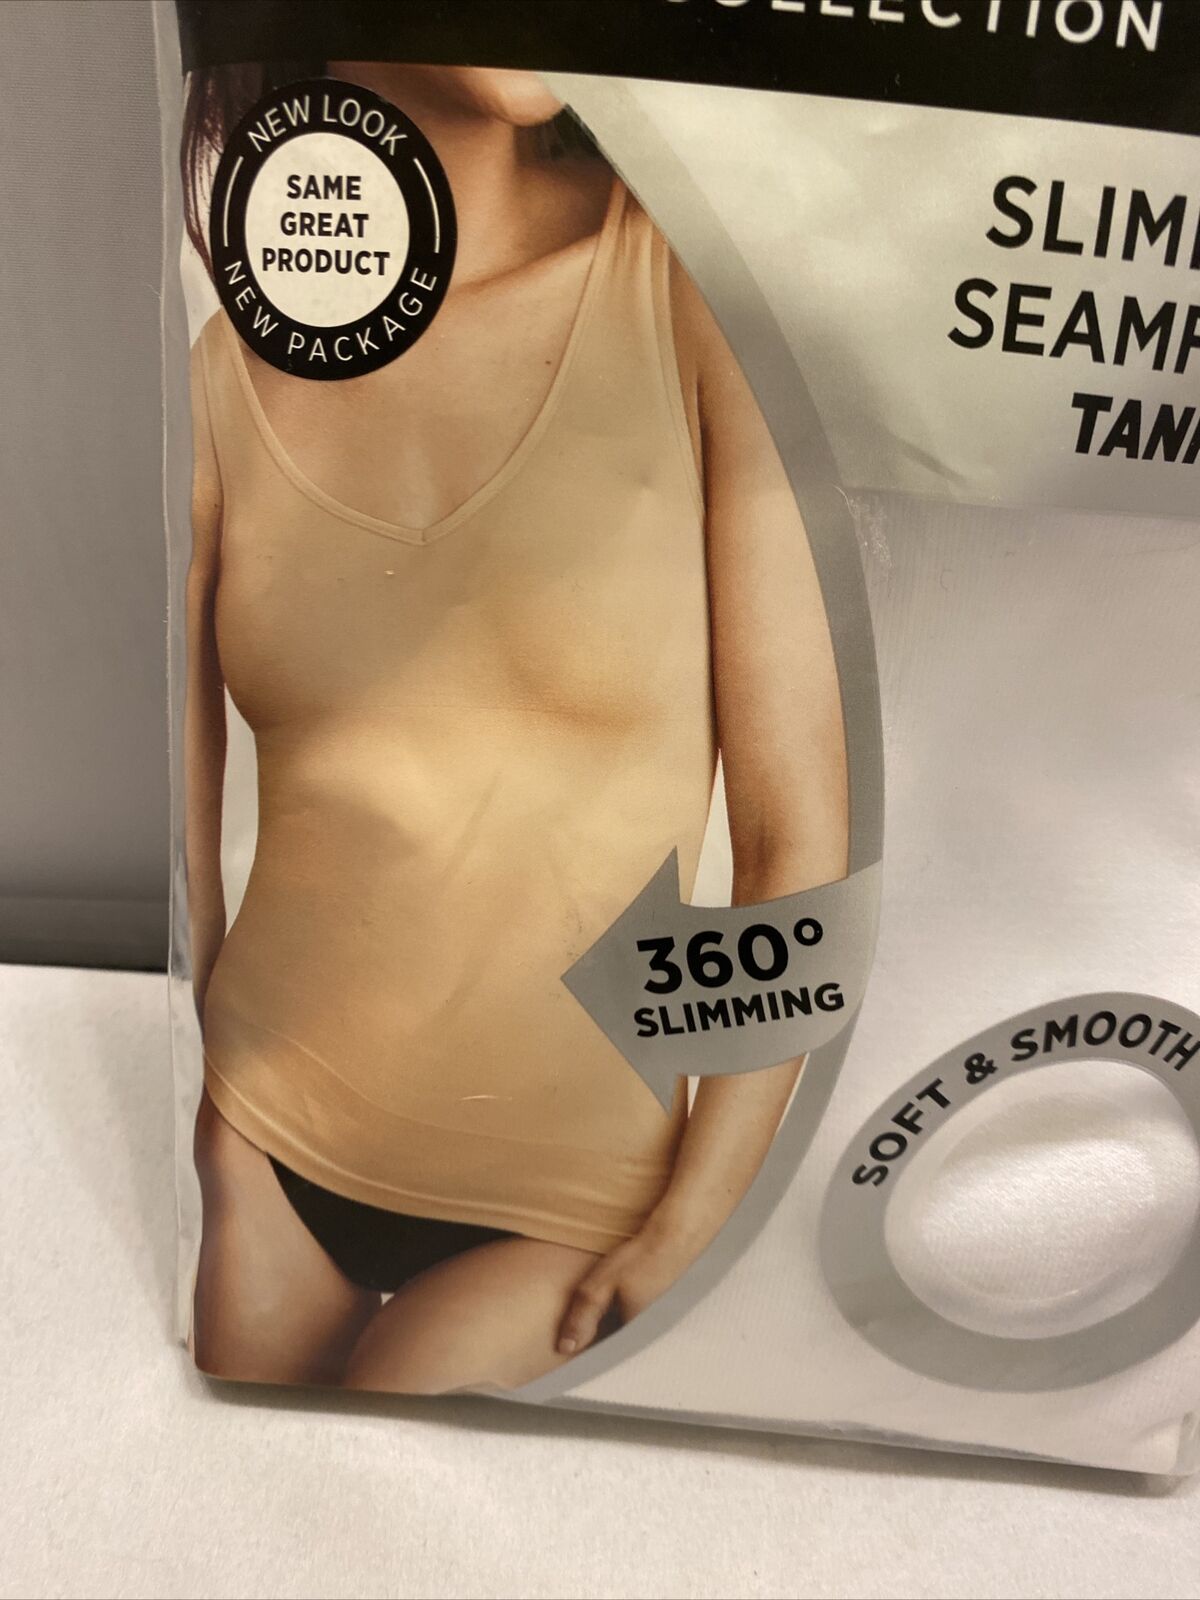 COLLECTION
NEW LOOK
SAME
GREAT
PRODUCT
NEW PACKAGE
SLIM
SEAM
TAN
360°
SLIMMING
SOFT & SMOOTH